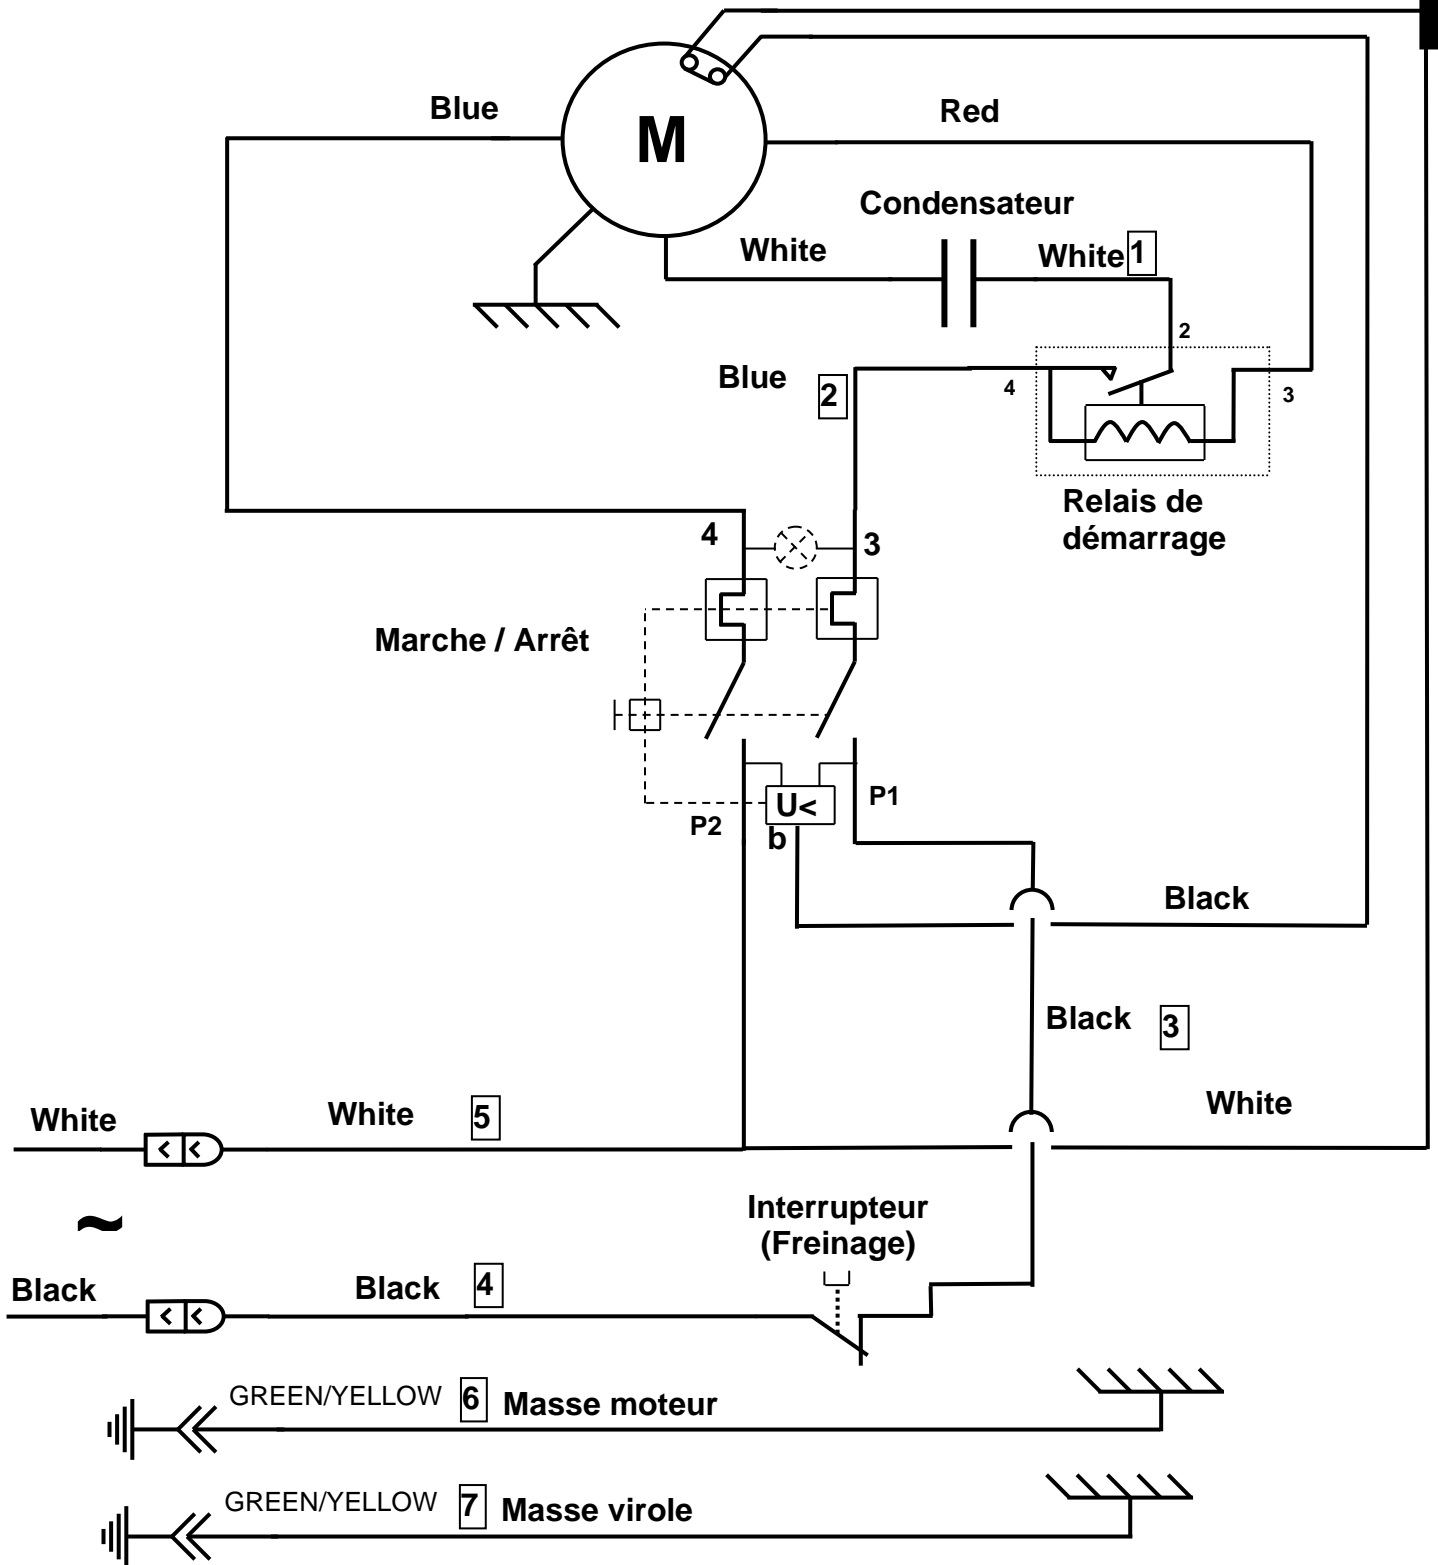 Blue
M
Red
Condensateur
White
White 1
2
Blue
2
4
3
Relais de
démarrage
4
3
Marche / Arrêt
U<
P1
P2
b
Black
Black 3
White
White 5
White
~
Interrupteur
(Freinage)
Black
Black 4
GREEN/YELLOW 6 Masse moteur
GREEN/YELLOW 7 Masse virole